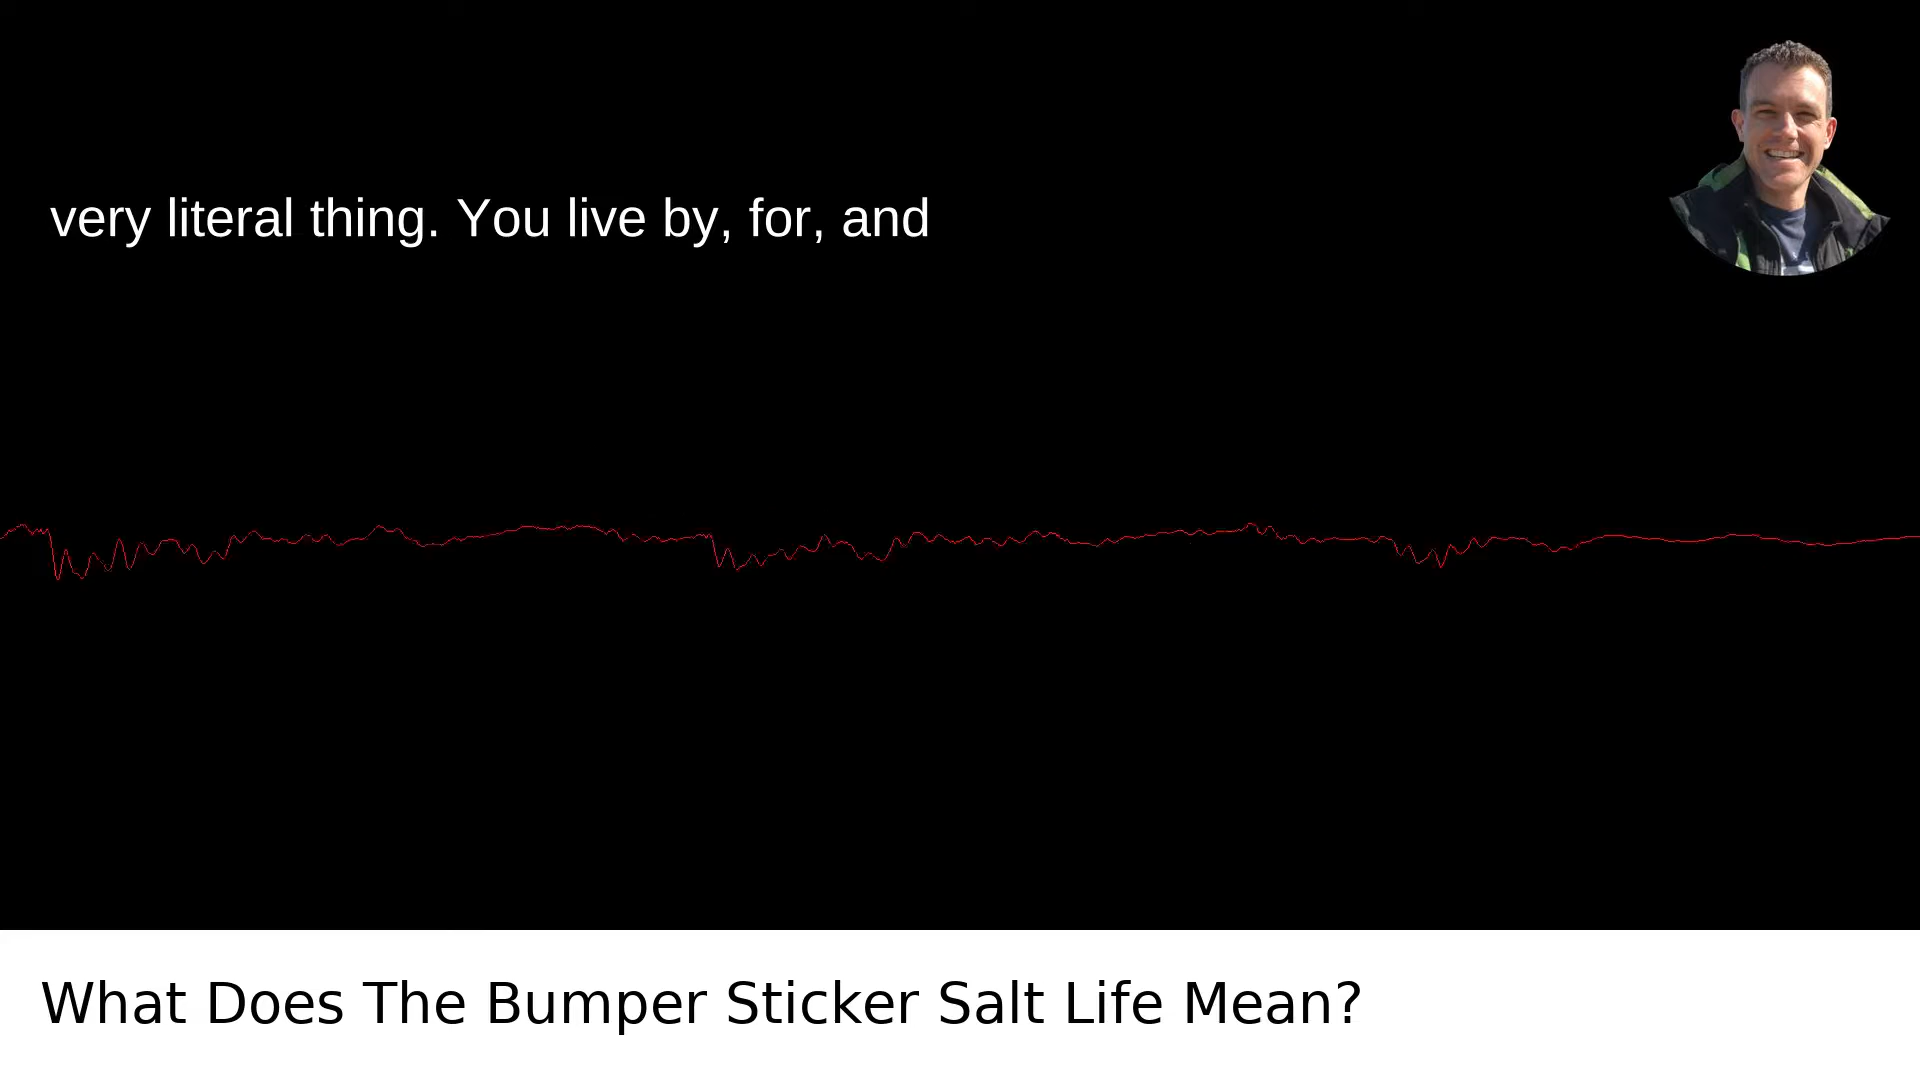 very literal thing. You live by, for, and
What Does The Bumper Sticker Salt Life Mean?